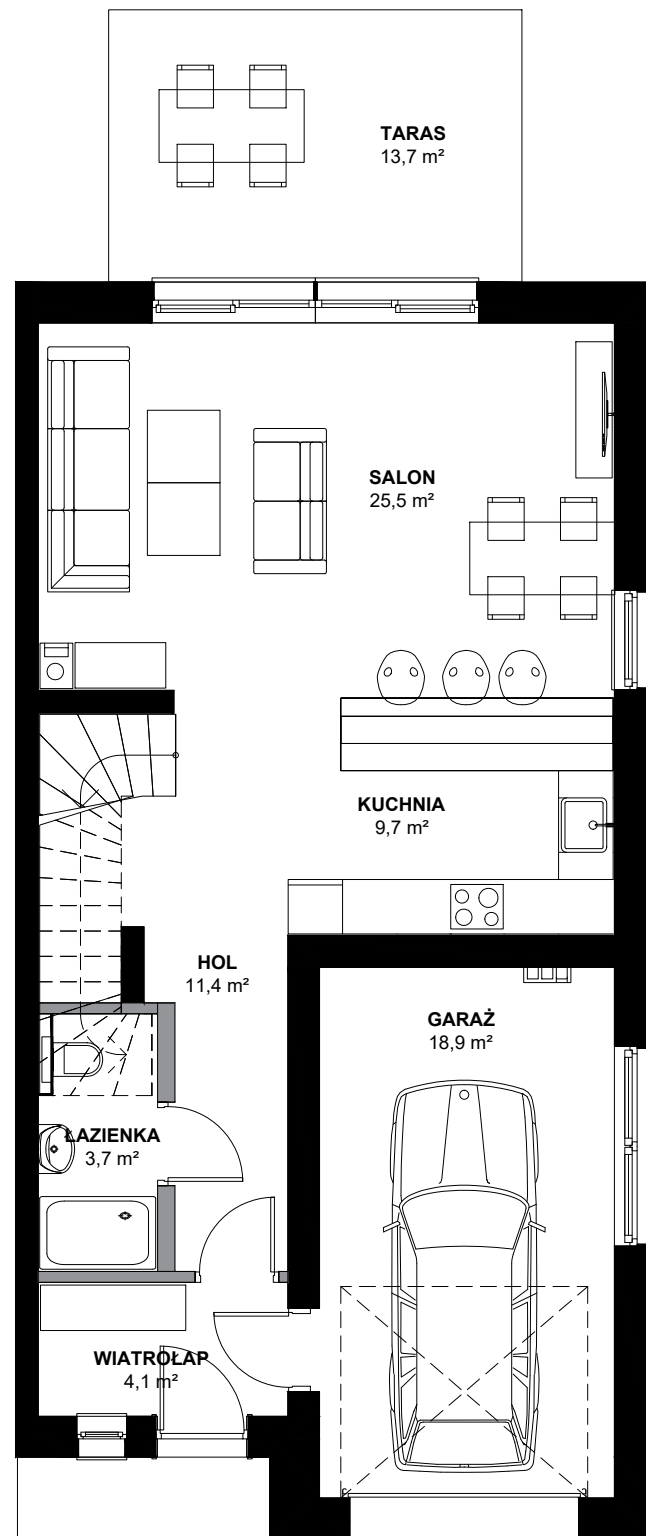 TARAS
13,7 m²
SALON
25,5 m²
KUCHNIA
9,7 m²
HOL
11,4 m²
GARAŻ
18,9 m²
ŁAZIENKA
3,7 m²
WIATROŁAP
4,1 m²